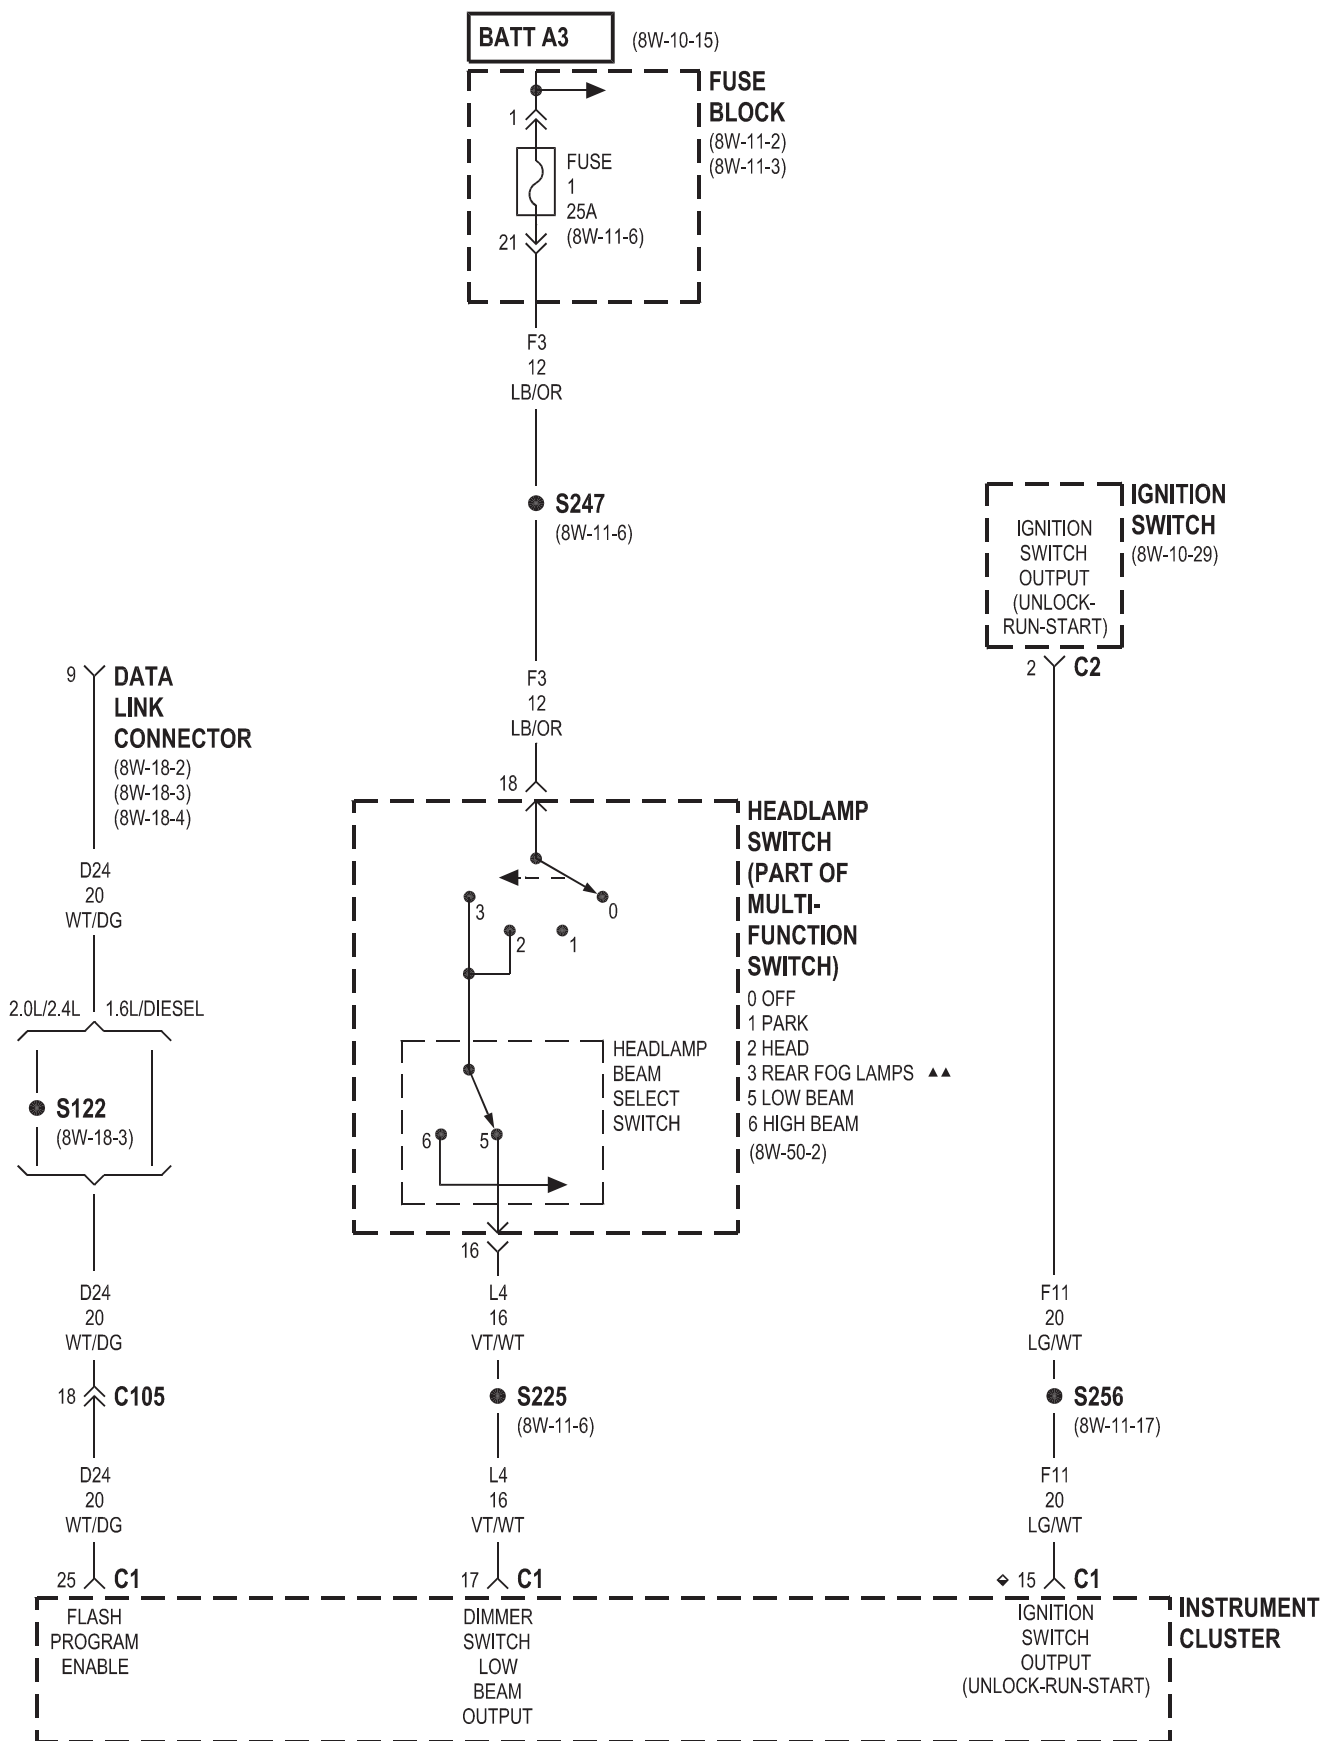 BATT A3
(8W-10-15)
FUSE
BLOCK
(8W-11-2)
(8W-11-3)
1
FUSE
1
25A
(8W-11-6)
21
F3
12
LB/OR
S247
(8W-11-6)
F3
12
LB/OR
18
IGNITION
SWITCH
OUTPUT
(UNLOCK-
RUN-START)
IGNITION
SWITCH
(8W-10-29)
2
C2
9
DATA
LINK
CONNECTOR
(8W-18-2)
(8W-18-3)
(8W-18-4)
D24
20
WT/DG
2.0L/2.4L
1.6L/DIESEL
S122
(8W-18-3)
D24
20
WT/DG
18
C105
D24
20
WT/DG
25
C1
HEADLAMP
SWITCH
(PART OF
MULTI-
FUNCTION
SWITCH)
0 OFF
1 PARK
2 HEAD
3 REAR FOG LAMPS
5 LOW BEAM
6 HIGH BEAM
(8W-50-2)
3
0
2
1
HEADLAMP
BEAM
SELECT
SWITCH
6
5
16
L4
16
VT/WT
S225
(8W-11-6)
L4
16
VT/WT
17
C1
F11
20
LG/WT
S256
(8W-11-17)
F11
20
LG/WT
15
C1
FLASH
PROGRAM
ENABLE
DIMMER
SWITCH
LOW
BEAM
OUTPUT
IGNITION
SWITCH
OUTPUT
(UNLOCK-RUN-START)
INSTRUMENT
CLUSTER